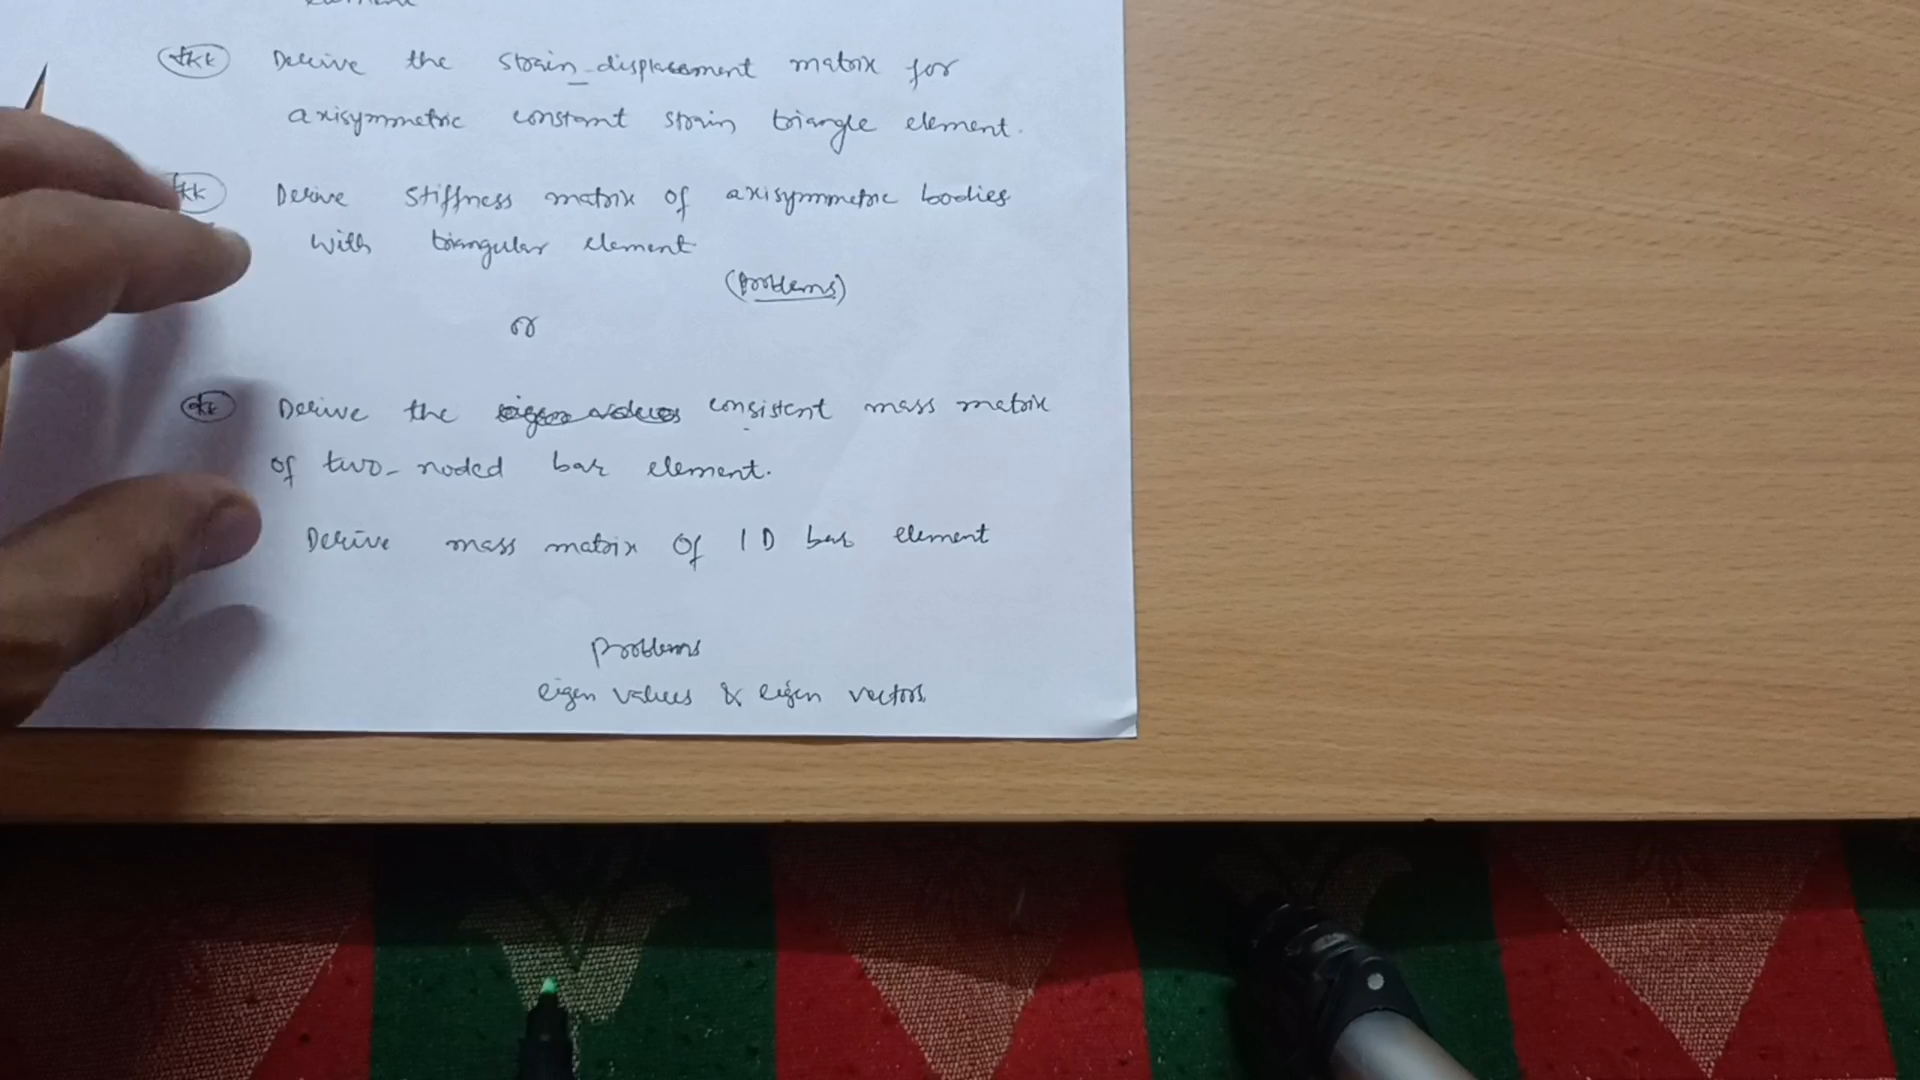 element
Derive the strain-displacement matrix for
axisymmetric constant strain triangle element.
Derive stiffness matrix of axisymmetric bodies
with triangular element
(Problems)
or
Derive the consistent mass matrix
of two-noded bar element.
Derive mass matrix of 1D bar element
Problems
eigen values & eigen vectors